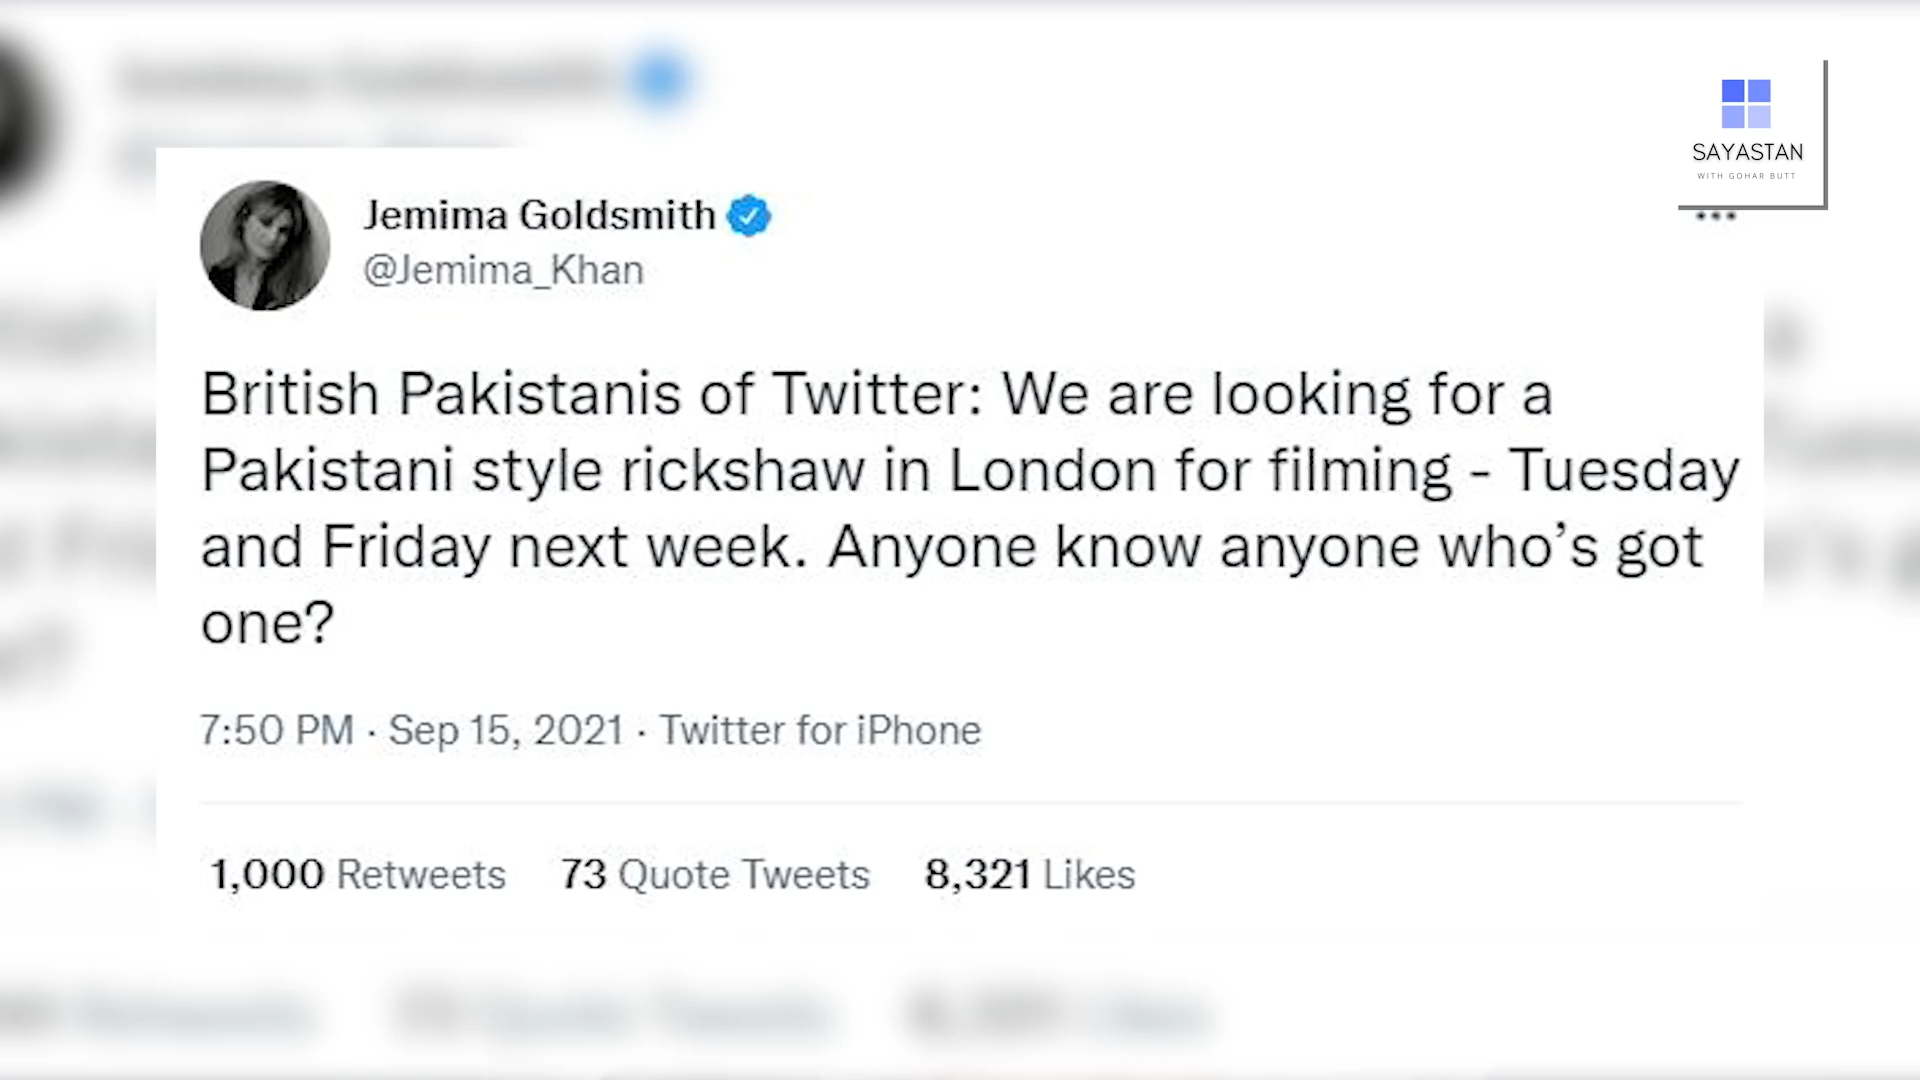 SAYASTAN
WITH GOHAR BUTT
Jemima Goldsmith
@Jemima_Khan
British Pakistanis of Twitter: We are looking for a
Pakistani style rickshaw in London for filming - Tuesday
and Friday next week. Anyone know anyone who’s got
one?
7:50 PM · Sep 15, 2021 · Twitter for iPhone
1,000 Retweets 73 Quote Tweets 8,321 Likes